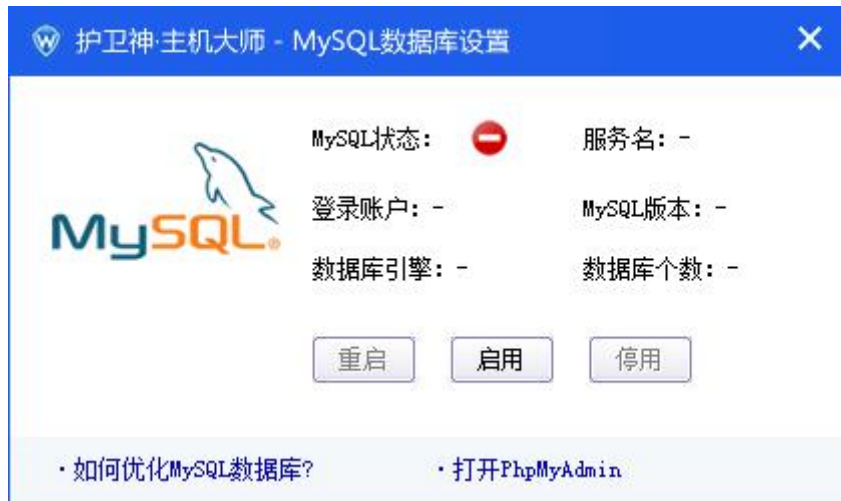 护卫神·主机大师 - MySQL数据库设置
MySQL状态： 服务名：-
MySQL®
登录账户：- MySQL版本：-
数据库引擎：- 数据库个数：-
重启 启用 停用
·如何优化MySQL数据库? ·打开PhpMyAdmin